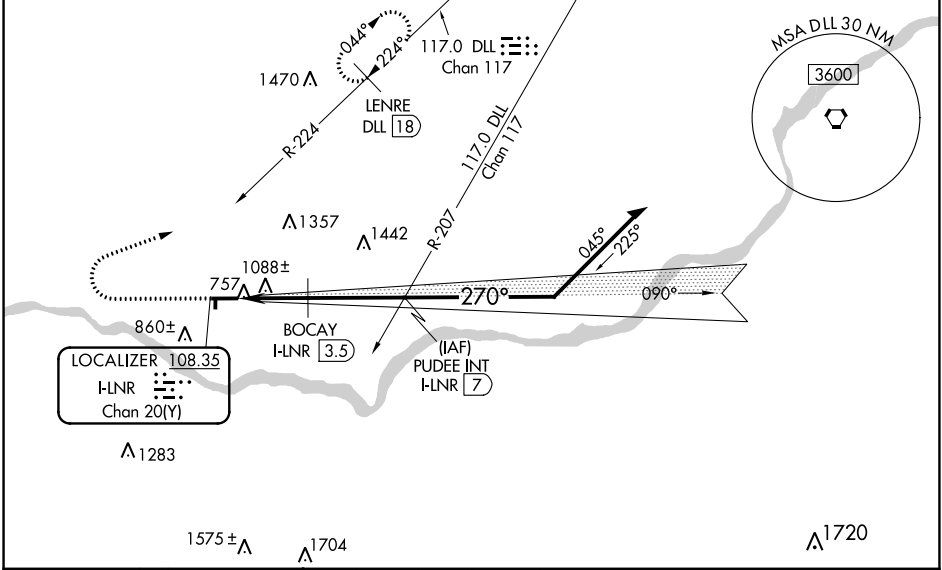 MSA DLL 30 NM
3600
044°
224°
117.0 DLL
Chan 117
1470
LENRE
DLL 18
R-224
117.0 DLL
Chan 117
R-207
1357
1442
045°
225°
757
1088±
270°
090°
BOCAY
I-LNR 3.5
(IAF)
PUDEE INT
I-LNR 7
860±
LOCALIZER 108.35
I-LNR
Chan 20(Y)
1283
1575±
1704
1720